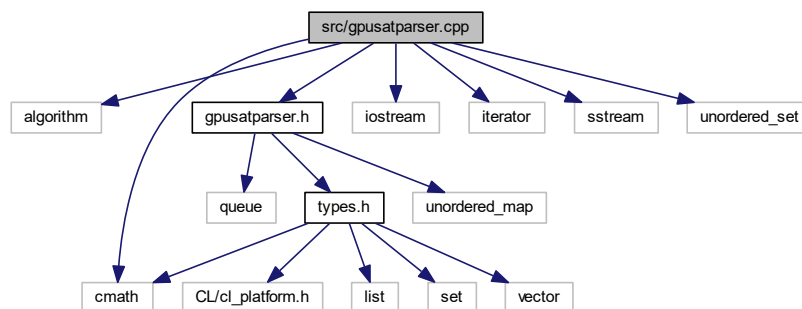 src/gpusatparser.cpp
algorithm
gpusatparser.h
iostream
iterator
sstream
unordered_set
queue
types.h
unordered_map
cmath
CL/cl_platform.h
list
set
vector